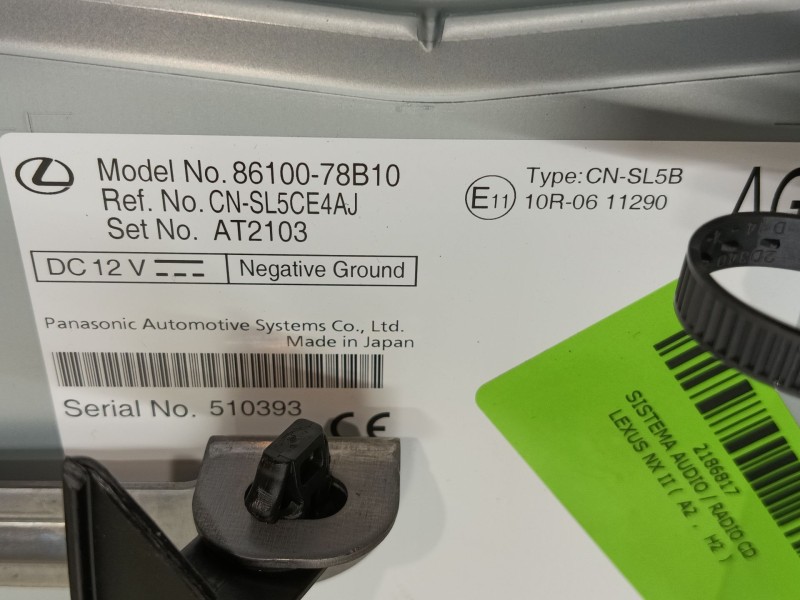 Model No. 86100-78B10
Ref. No. CN-SL5CE4AJ
Set No. AT2103
DC 12 V
Negative Ground
E11
Type: CN-SL5B
10R-06 11290
AG
Panasonic Automotive Systems Co., Ltd.
Made in Japan
Serial No. 510393
CE
2186817
SISTEMA AUDIO / RADIO CD
LEXUS NX II ( A2 , H2 )